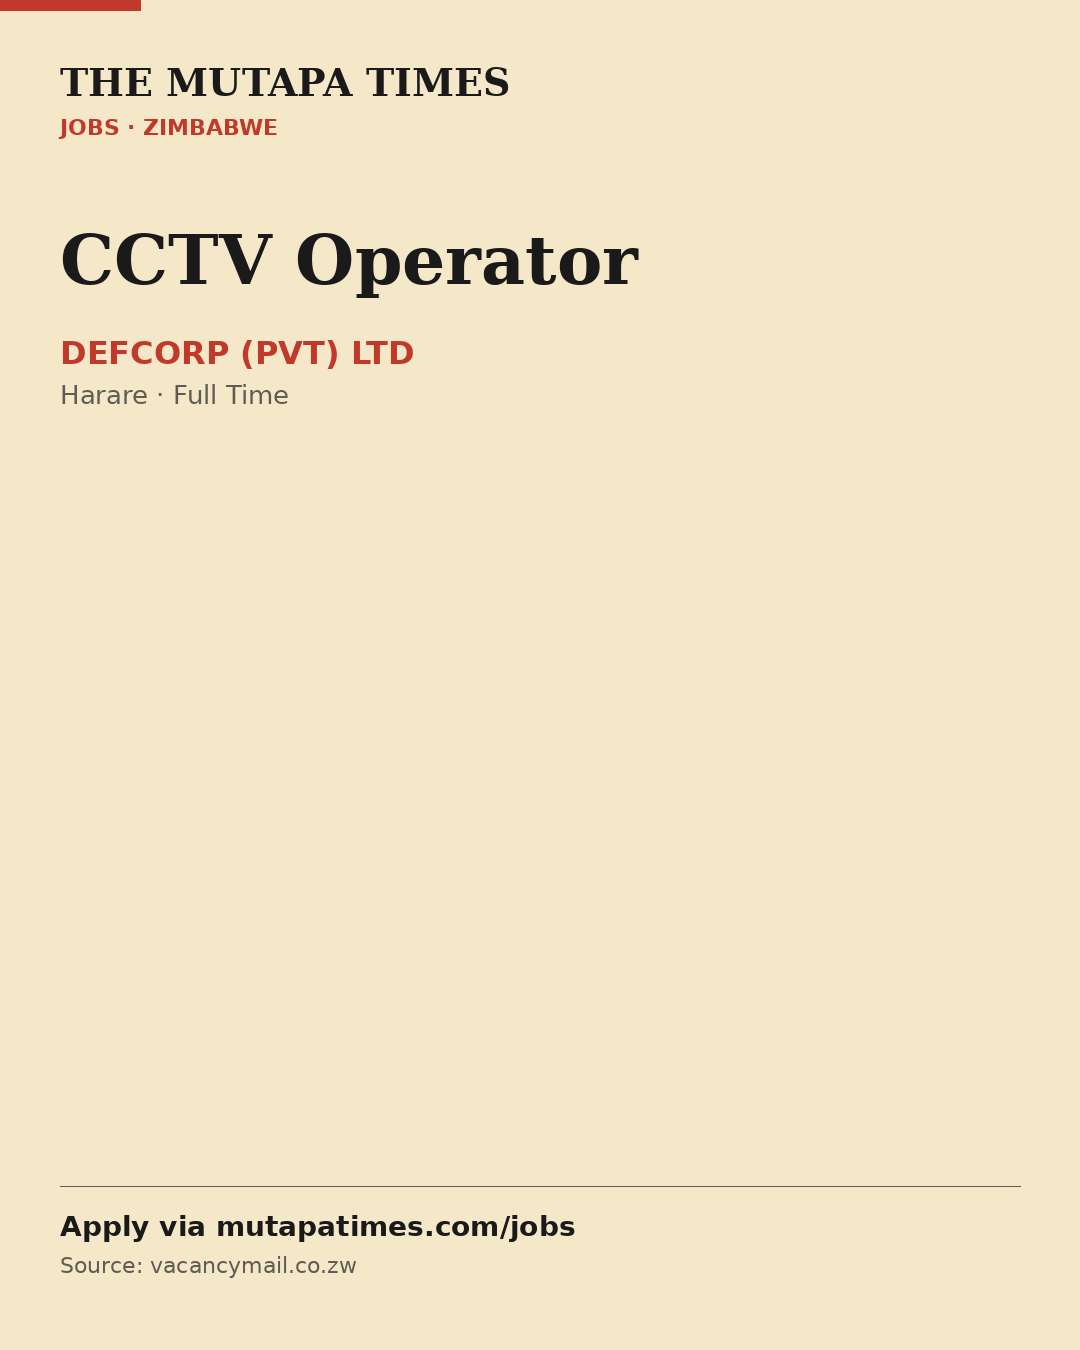 THE MUTAPA TIMES
JOBS · ZIMBABWE
CCTV Operator
DEFCORP (PVT) LTD
Harare · Full Time
Apply via mutapatimes.com/jobs
Source: vacancymail.co.zw